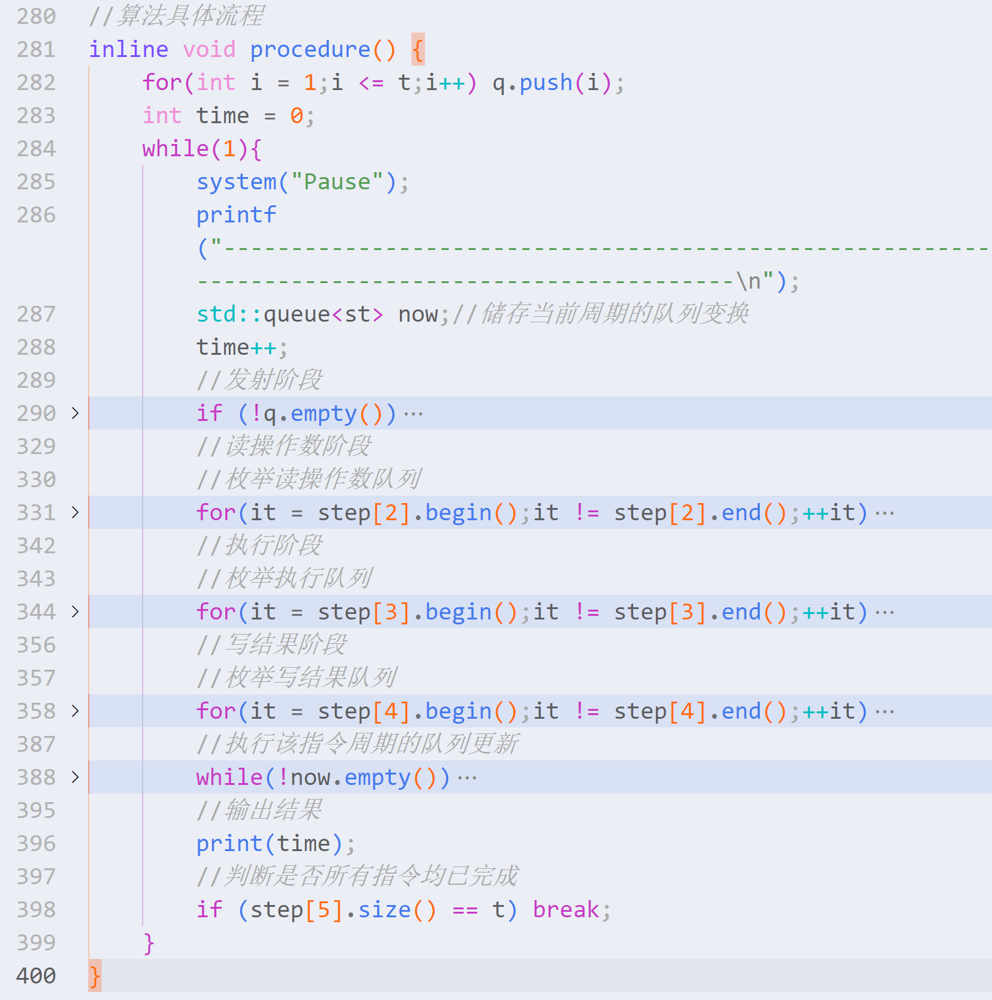 280 //算法具体流程
281 inline void procedure() {
282 for(int i = 1;i <= t;i++) q.push(i);
283 int time = 0;
284 while(1){
285 system("Pause");
286 printf
("---------------------------------------------------------
----------------------------------------\n");
287 std::queue<st> now;//储存当前周期的队列变换
288 time++;
289 //发射阶段
290 > if (!q.empty())…
329 //读操作数阶段
330 //枚举读操作数队列
331 > for(it = step[2].begin();it != step[2].end();++it)…
342 //执行阶段
343 //枚举执行队列
344 > for(it = step[3].begin();it != step[3].end();++it)…
356 //写结果阶段
357 //枚举写结果队列
358 > for(it = step[4].begin();it != step[4].end();++it)…
387 //执行该指令周期的队列更新
388 > while(!now.empty())…
395 //输出结果
396 print(time);
397 //判断是否所有指令均已完成
398 if (step[5].size() == t) break;
399 }
400 }